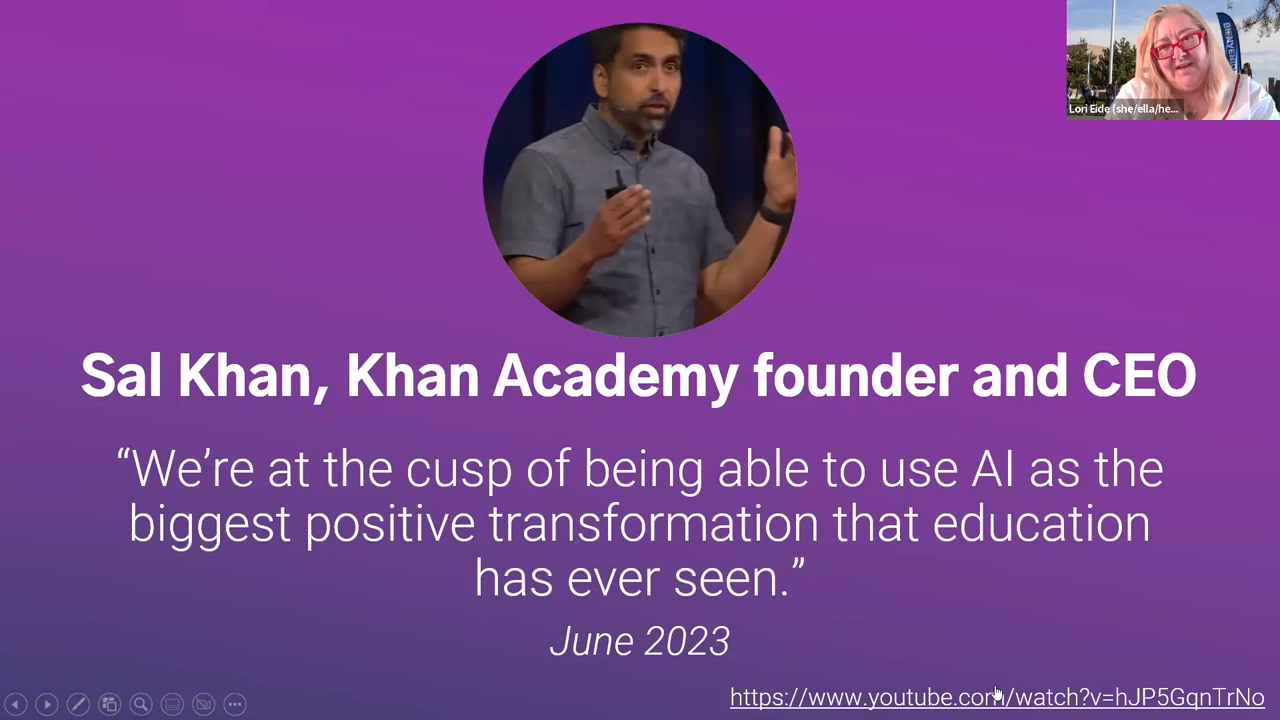 BIENVENI
Lori Eide (she/ella/he...
Sal Khan, Khan Academy founder and CEO
“We’re at the cusp of being able to use AI as the
biggest positive transformation that education
has ever seen.”
June 2023
https://www.youtube.com/watch?v=hJP5GqnTrNo